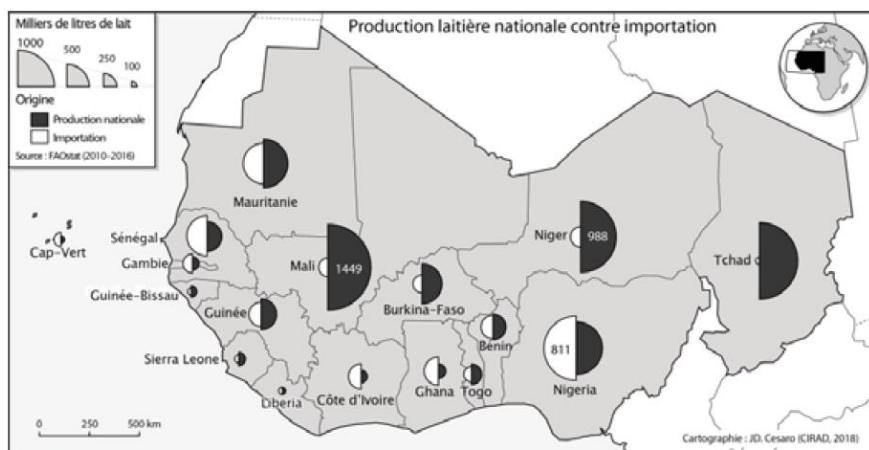 Production laitière nationale contre importation
Milliers de litres de lait
1000
500
250
100
Origine
Production nationale
Importation
Source : FAOstat (2010-2016)
Mauritanie
Cap-Vert
Sénégal
Gambie
Guinée-Bissau
Guinée
Sierra Leone
Liberia
Mali
1449
Burkina-Faso
Côte d'Ivoire
Ghana
Togo
Bénin
Niger
988
811
Nigeria
Tchad
0 250 500 km
Cartographie : JD. Cesaro (CIRAD, 2018)